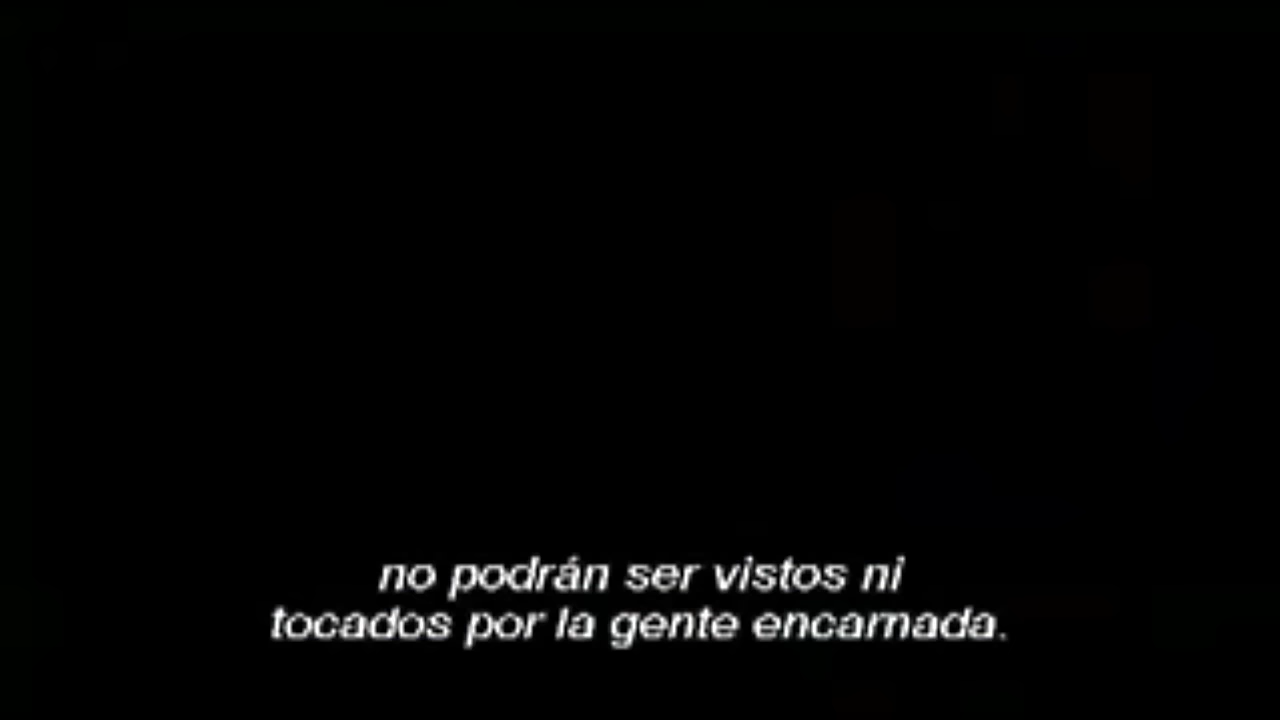 no podrán ser vistos ni
tocados por la gente encarnada.